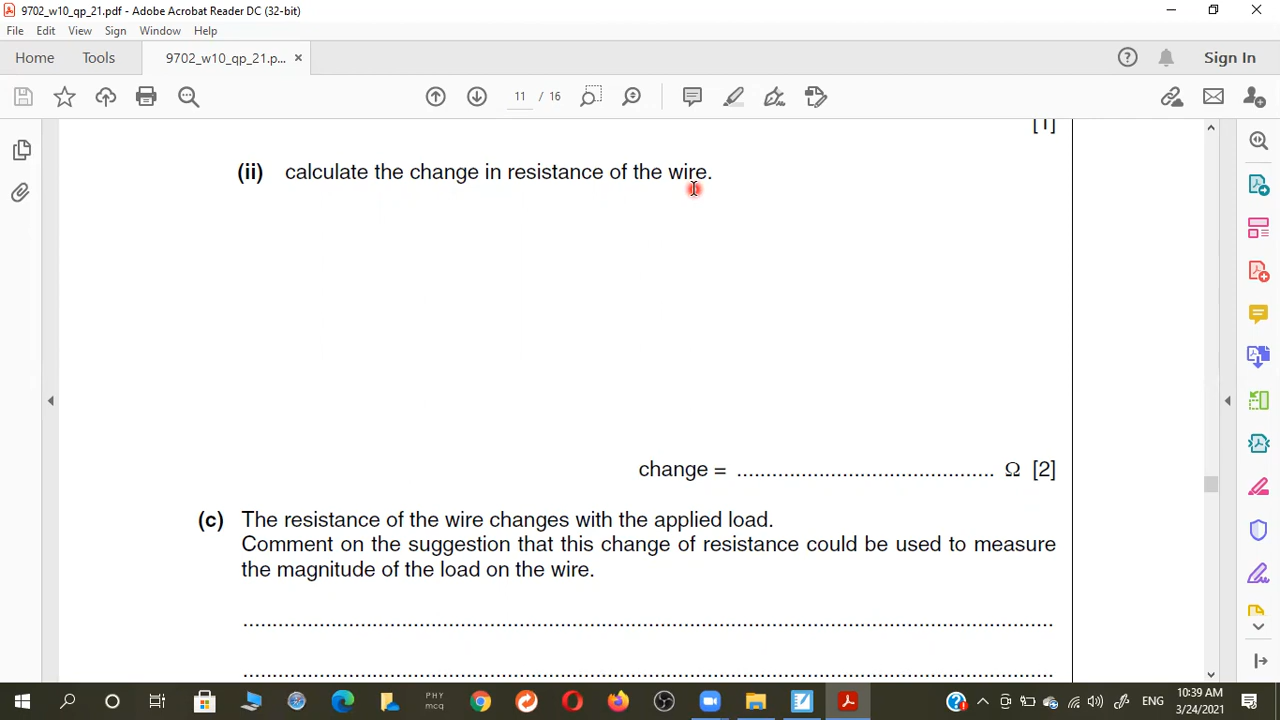 9702_w10_qp_21.pdf - Adobe Acrobat Reader DC (32-bit)
File Edit View Sign Window Help
Home Tools 9702_w10_qp_21.p... × Sign In
11 / 16
[1]
(ii) calculate the change in resistance of the wire.
change = ........................................... Ω [2]
(c) The resistance of the wire changes with the applied load.
Comment on the suggestion that this change of resistance could be used to measure
the magnitude of the load on the wire.
..........................................................................................................................................
..........................................................................................................................................
PHY
mcq
ENG
10:39 AM
3/24/2021